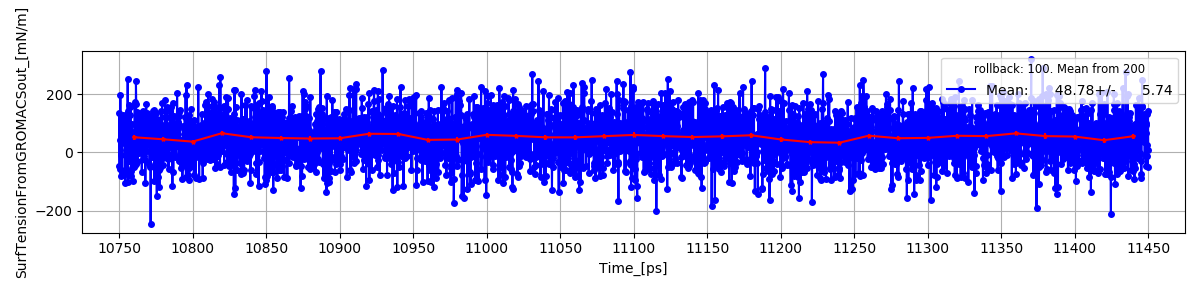 SurfTensionFromGROMACSout_[mN/m]
200
0
−200
rollback: 100. Mean from 200
Mean: 48.78+/- 5.74
10750 10800 10850 10900 10950 11000 11050 11100 11150 11200 11250 11300 11350 11400 11450
Time_[ps]